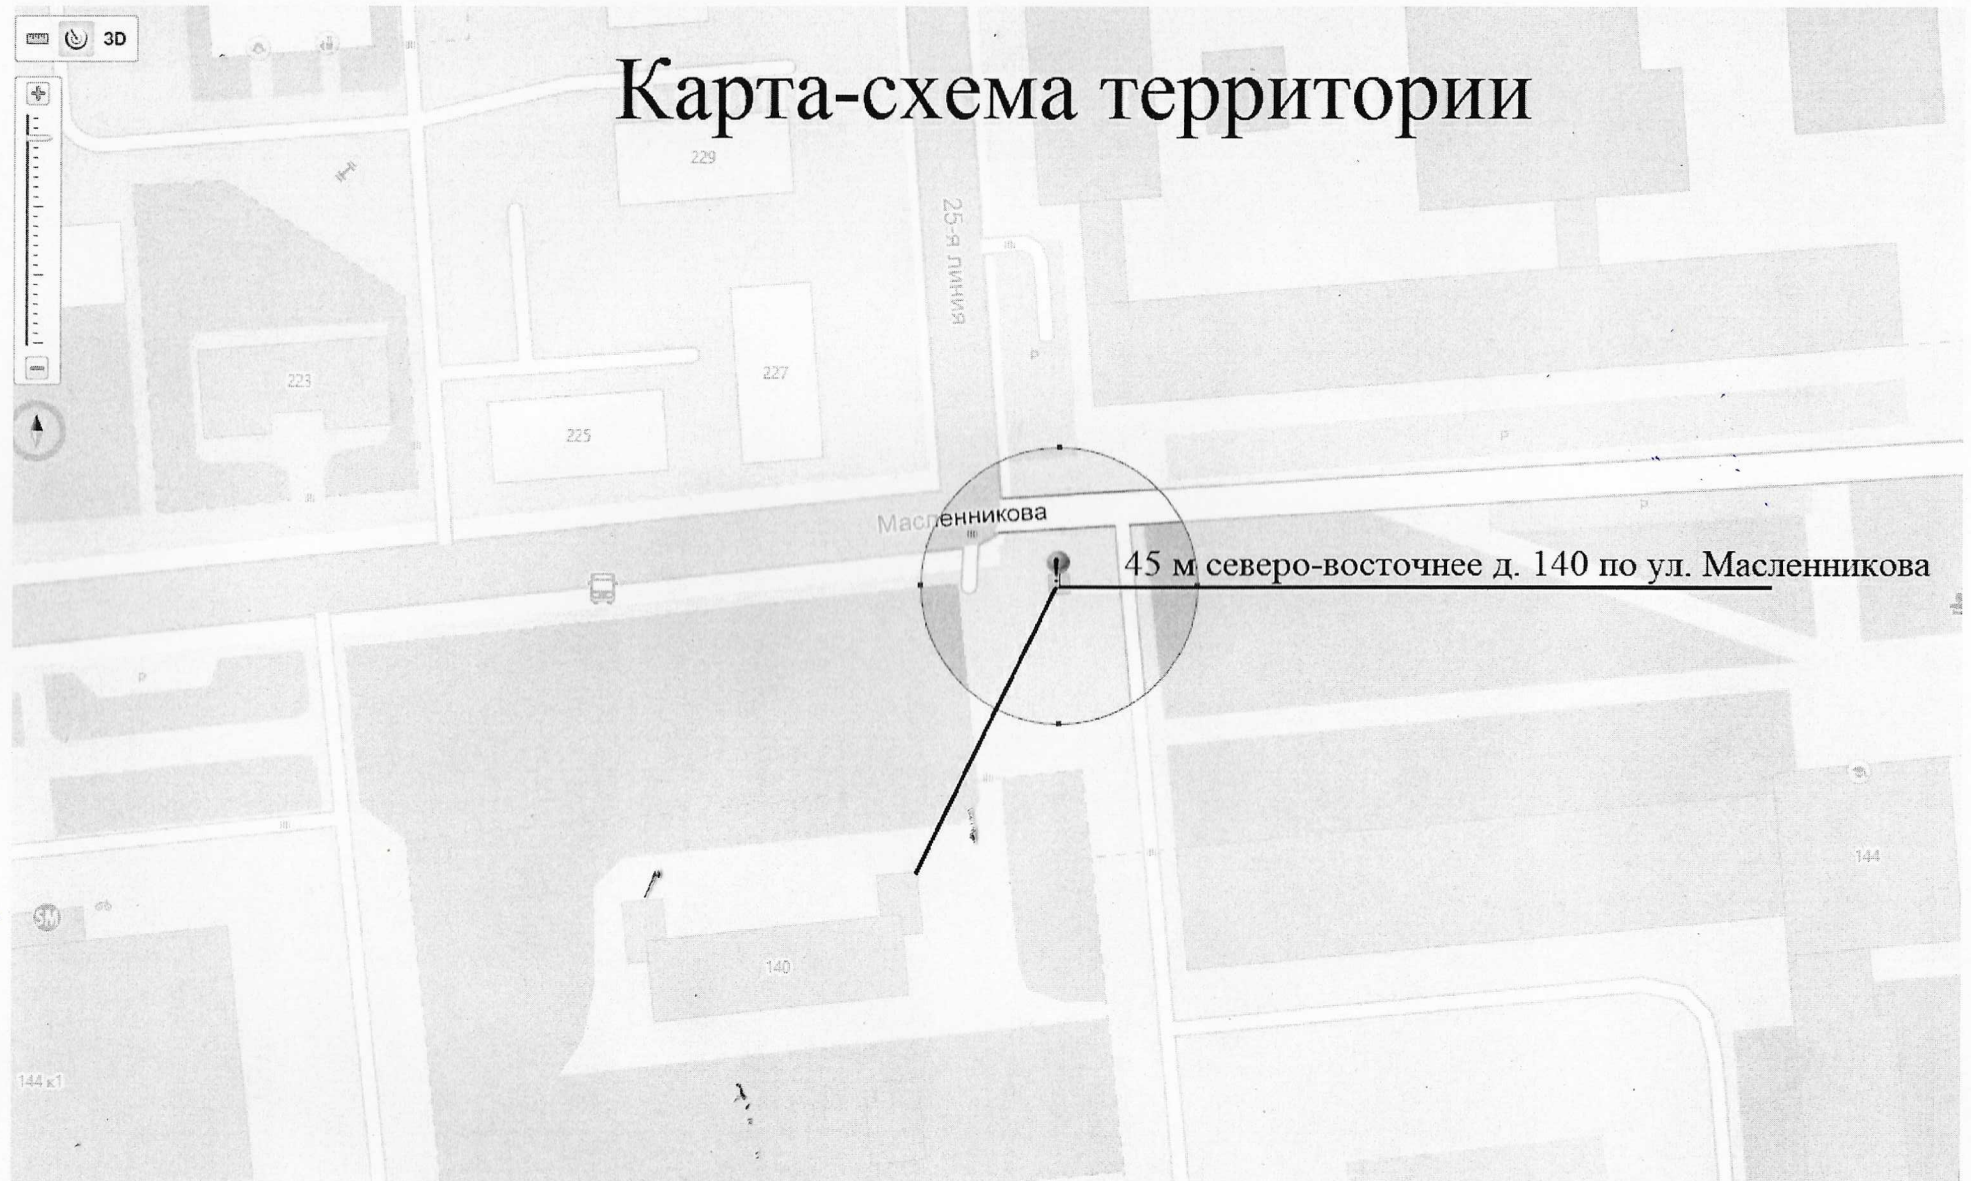 3D
Карта-схема территории
229
25-я линия
223
227
225
P
P
P
Масленникова
45 м северо-восточнее д. 140 по ул. Масленникова
P
144
SM
140
144 к1